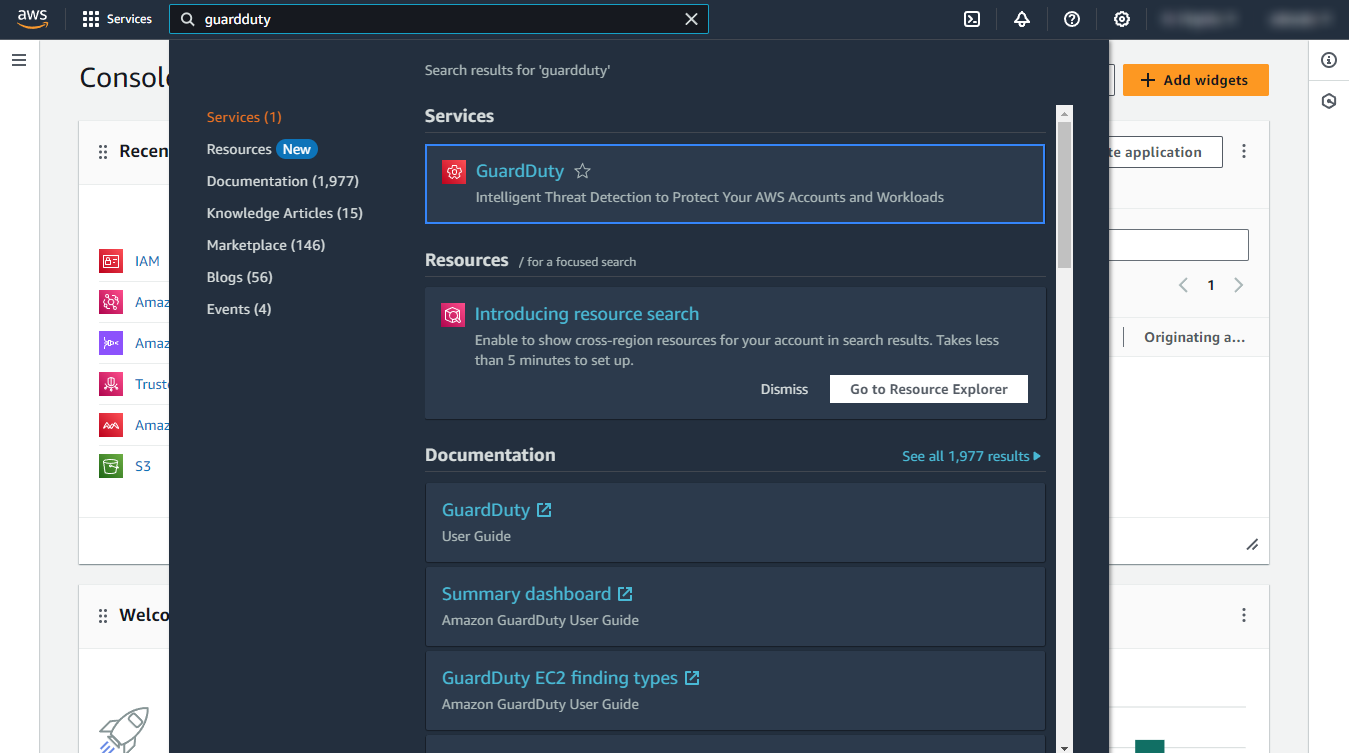 aws
Services
guardduty
Search results for 'guardduty'
Services (1)
Resources New
Documentation (1,977)
Knowledge Articles (15)
Marketplace (146)
Blogs (56)
Events (4)
Services
GuardDuty
Intelligent Threat Detection to Protect Your AWS Accounts and Workloads
Resources / for a focused search
Introducing resource search
Enable to show cross-region resources for your account in search results. Takes less
than 5 minutes to set up.
Dismiss
Go to Resource Explorer
Documentation
See all 1,977 results
GuardDuty
User Guide
Summary dashboard
Amazon GuardDuty User Guide
GuardDuty EC2 finding types
Amazon GuardDuty User Guide
Consol
Add widgets
Recen
IAM
Amaz
Amaz
Trust
Amaz
S3
te application
1
Originating a...
Welco